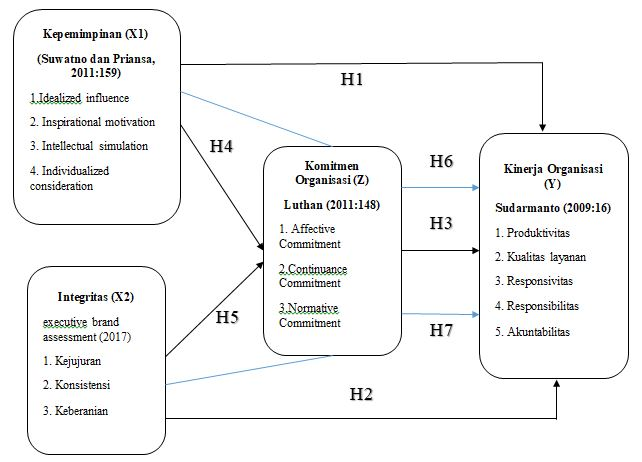 Kepemimpinan (X1)
(Suwatno dan Priansa,
2011:159)
1.Idealized influence
2. Inspirational motivation
3. Intellectual simulation
4. Individualized
consideration
H1
H4
Komitmen
Organisasi (Z)
Luthan (2011:148)
1. Affective
Commitment
2.Continuance
Commitment
3.Normative
Commitment
H6
H3
H7
Kinerja Organisasi
(Y)
Sudarmanto (2009:16)
1. Produktivitas
2. Kualitas layanan
3. Responsivitas
4. Responsibilitas
5. Akuntabilitas
Integritas (X2)
executive brand
assessment (2017)
1. Kejujuran
2. Konsistensi
3. Keberanian
H5
H2